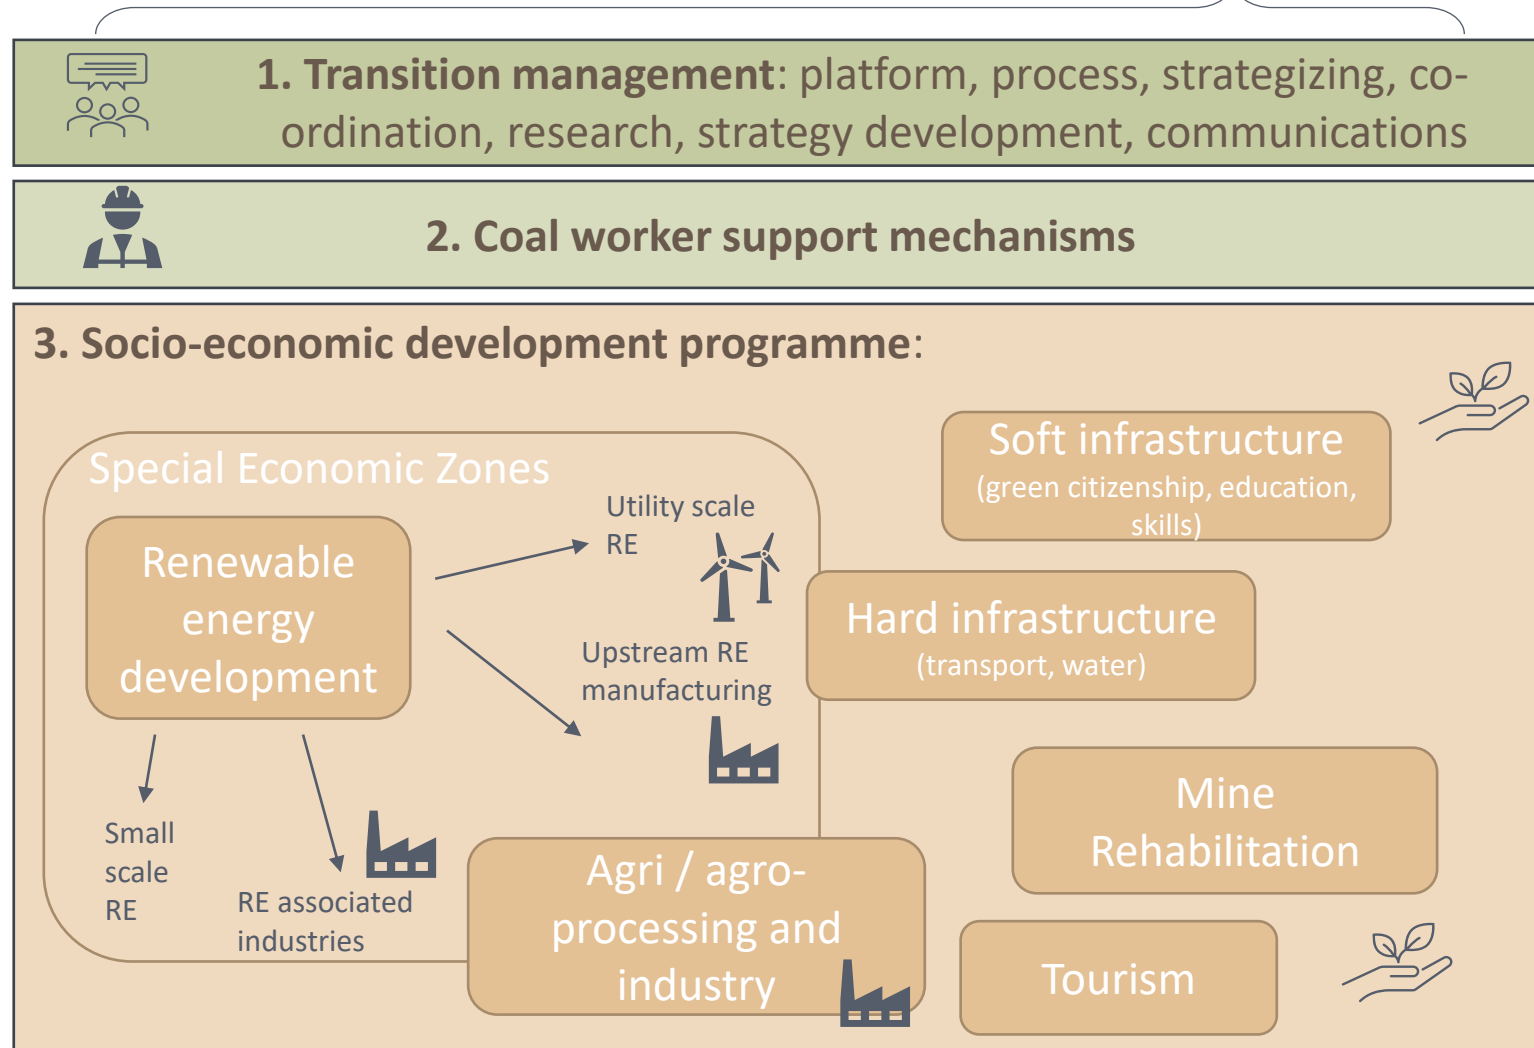 1. Transition management: platform, process, strategizing, co-
ordination, research, strategy development, communications
2. Coal worker support mechanisms
3. Socio-economic development programme:
Special Economic Zones
Renewable
energy
development
Utility scale
RE
Upstream RE
manufacturing
Small
scale
RE
RE associated
industries
Soft infrastructure
(green citizenship, education,
skills)
Hard infrastructure
(transport, water)
Mine
Rehabilitation
Agri / agro-
processing and
industry
Tourism